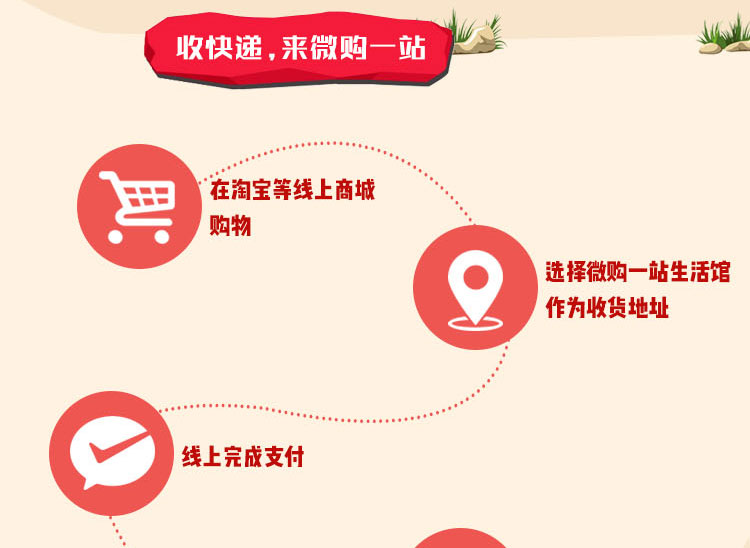 收快递,来微购一站
在淘宝等线上商城
购物
选择微购一站生活馆
作为收货地址
线上完成支付